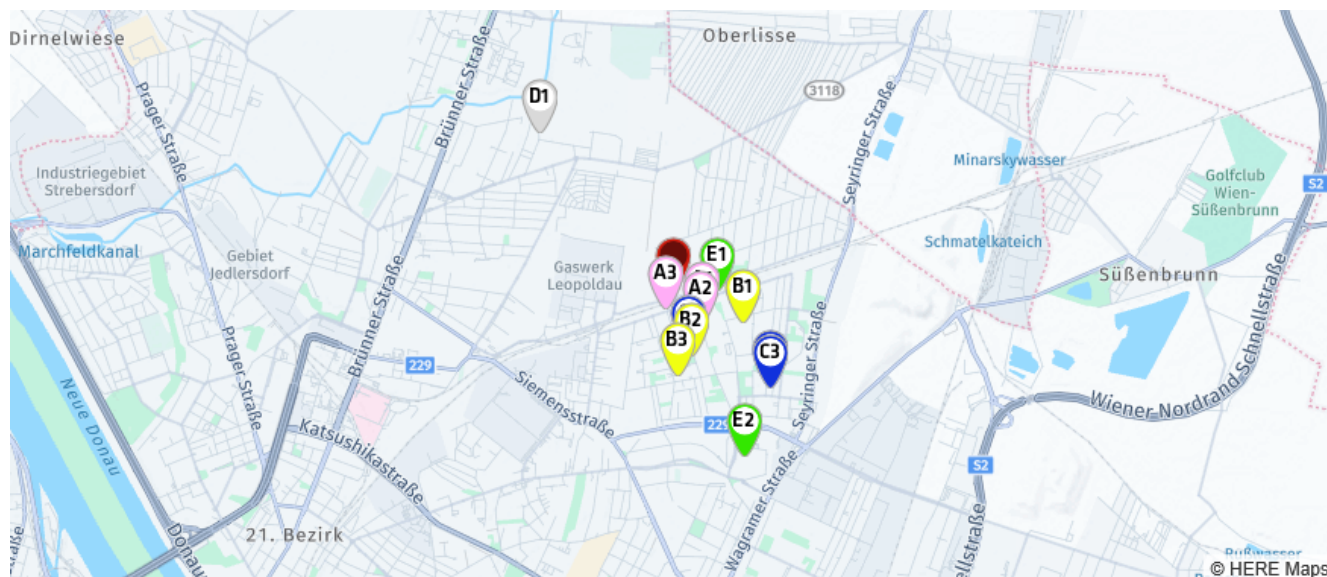 Dirnelwiese
Oberlisse
Prager Straße
Brünner Straße
3118
D1
Seyringer Straße
Industriegebiet
Strebersdorf
Minarskywasser
Golfclub
Wien-
Süßenbrunn
S2
Marchfeldkanal
Gebiet
Jedlersdorf
Gaswerk
Leopoldau
A3
E1
A2
B1
Schmatelkateich
Süßenbrunn
B2
B3
C3
Brünner Straße
229
Prager Straße
Neue Donau
Siemensstraße
Seyringer Straße
Wiener Nordrand Schnellstraße
Katsushikastraße
229
E2
S2
Wagramer Straße
21. Bezirk
Donau
ellstraße
© HERE Maps